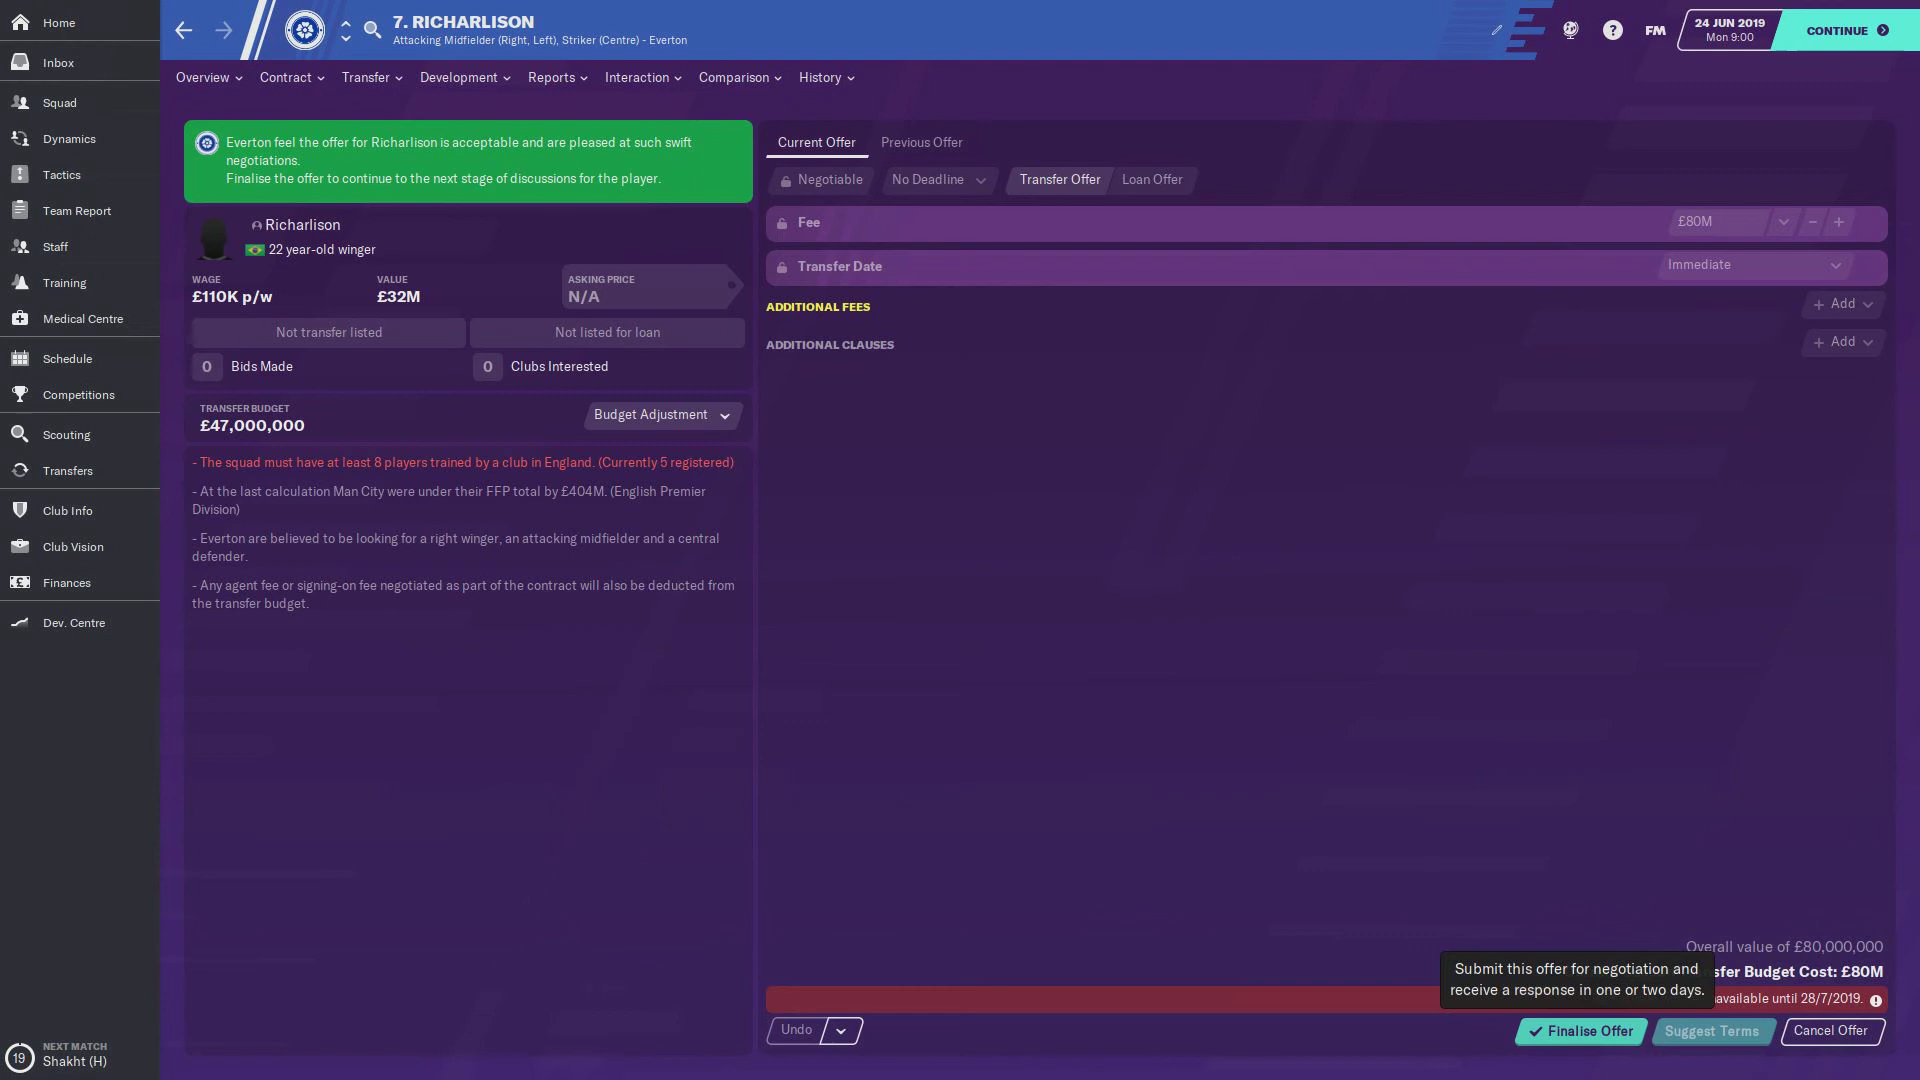 Home
Inbox
Squad
Dynamics
Tactics
Team Report
Staff
Training
Medical Centre
Schedule
Competitions
Scouting
Transfers
Club Info
Club Vision
Finances
Dev. Centre
19
NEXT MATCH
Shakht (H)
7. RICHARLISON
Attacking Midfielder (Right, Left), Striker (Centre) - Everton
?
FM
24 JUN 2019
Mon 9:00
CONTINUE
Overview
Contract
Transfer
Development
Reports
Interaction
Comparison
History
Everton feel the offer for Richarlison is acceptable and are pleased at such swift
negotiations.
Finalise the offer to continue to the next stage of discussions for the player.
Richarlison
22 year-old winger
WAGE
£110K p/w
VALUE
£32M
ASKING PRICE
N/A
Not transfer listed
Not listed for loan
0 Bids Made
0 Clubs Interested
TRANSFER BUDGET
£47,000,000
Budget Adjustment
- The squad must have at least 8 players trained by a club in England. (Currently 5 registered)
- At the last calculation Man City were under their FFP total by £404M. (English Premier
Division)
- Everton are believed to be looking for a right winger, an attacking midfielder and a central
defender.
- Any agent fee or signing-on fee negotiated as part of the contract will also be deducted from
the transfer budget.
Current Offer
Previous Offer
Negotiable
No Deadline
Transfer Offer
Loan Offer
Fee
£80M
- +
Transfer Date
Immediate
ADDITIONAL FEES
+ Add
ADDITIONAL CLAUSES
+ Add
Overall value of £80,000,000
Submit this offer for negotiation and
receive a response in one or two days.
Budget Cost: £80M
until 28/7/2019.
Undo
Finalise Offer
Suggest Terms
Cancel Offer